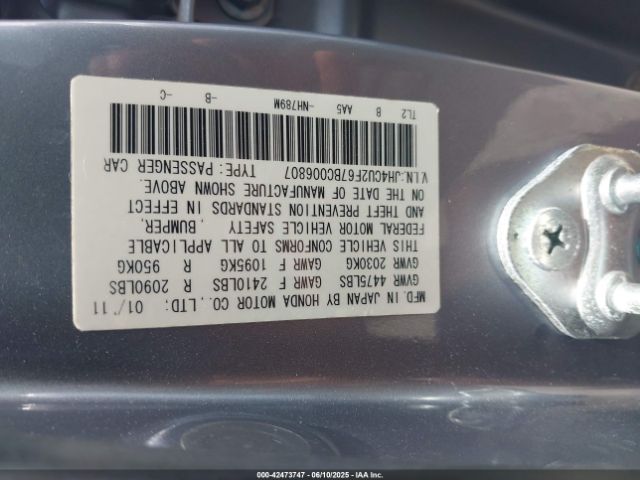 MFD. IN JAPAN BY HONDA MOTOR CO., LTD: 01/11
GVWR 4475LBS GAWR F 2410LBS R 2090LBS
GVWR 2030KG GAWR F 1095KG R 950KG
THIS VEHICLE CONFORMS TO ALL APPLICABLE
FEDERAL MOTOR VEHICLE SAFETY , BUMPER,
AND THEFT PREVENTION STANDARDS IN EFFECT
ON THE DATE OF MANUFACTURE SHOWN ABOVE.
V.I.N:JH4CU2F67BC006807 TYPE:PASSENGER CAR
TL2 B AA5 -NH789M -B -C
000-42473747 - 06/10/2025 - IAA Inc.